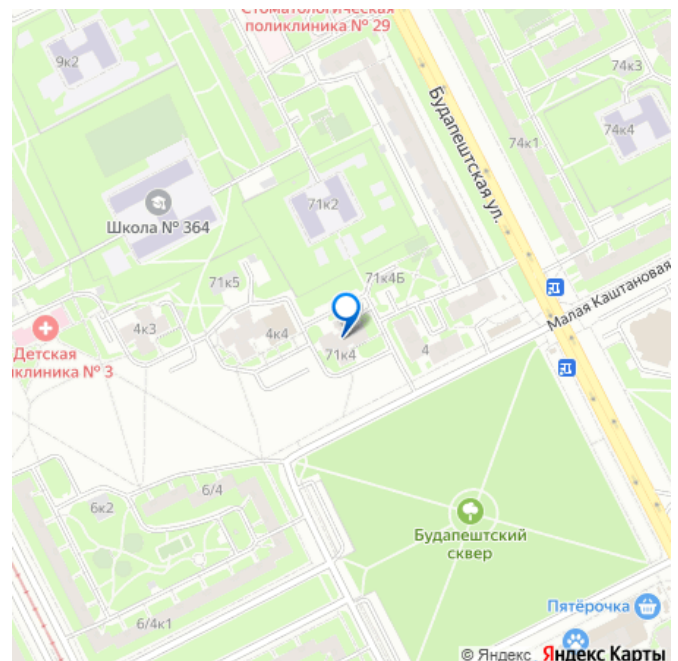 Стоматологическая
поликлиника № 29
9к2
74к3
Будапештская ул.
74к4
74к1
71к2
Школа № 364
71к5
71к4Б
Малая Каштановая
4к3
4к4
71к4
4
Детская
иклиника № 3
6/4
6к2
Будапештский
сквер
Пятёрочка
6/4к1
© Яндекс Яндекс Карты